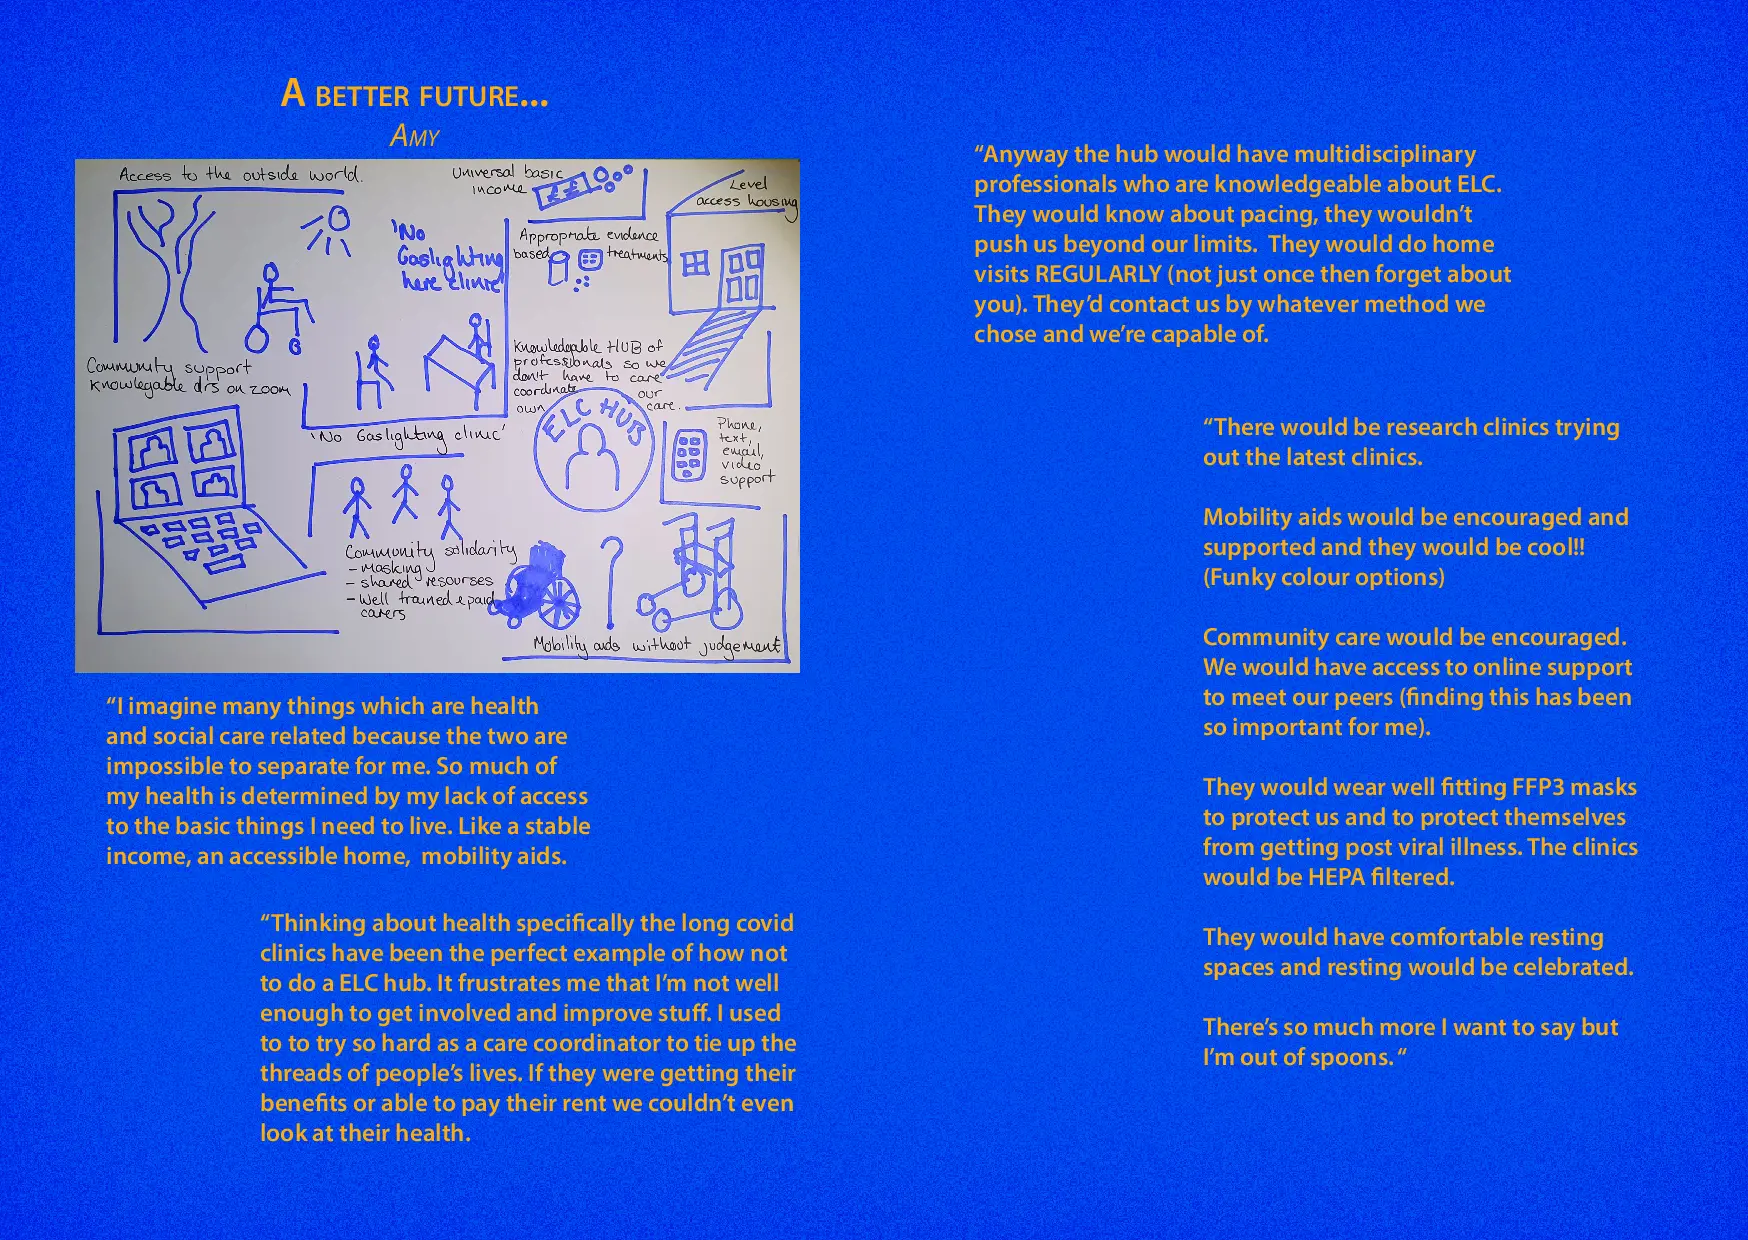 A better future...
Amy
Access to the outside world.
Universal basic
income
££
Level
access housing
'No
Gaslighting
here clinic'
Appropriate evidence
based treatments
Community support
Knowlegable drs on zoom
Knowledgable HUB of
professionals so we
don't have to care
coordinate our
own care.
ELC HUB
'No Gaslighting clinic'
Phone,
text,
email,
video
support
Community solidarity
- Masking
- shared resourses
- Well trained & paid
carers
Mobility aids without judgement
“I imagine many things which are health
and social care related because the two are
impossible to separate for me. So much of
my health is determined by my lack of access
to the basic things I need to live. Like a stable
income, an accessible home,  mobility aids.
“Thinking about health specifically the long covid
clinics have been the perfect example of how not
to do a ELC hub. It frustrates me that I’m not well
enough to get involved and improve stuff. I used
to to try so hard as a care coordinator to tie up the
threads of people’s lives. If they were getting their
benefits or able to pay their rent we couldn’t even
look at their health.
“Anyway the hub would have multidisciplinary
professionals who are knowledgeable about ELC.
They would know about pacing, they wouldn’t
push us beyond our limits.  They would do home
visits REGULARLY (not just once then forget about
you). They’d contact us by whatever method we
chose and we’re capable of.
“There would be research clinics trying
out the latest clinics.
Mobility aids would be encouraged and
supported and they would be cool!!
(Funky colour options)
Community care would be encouraged.
We would have access to online support
to meet our peers (finding this has been
so important for me).
They would wear well fitting FFP3 masks
to protect us and to protect themselves
from getting post viral illness. The clinics
would be HEPA filtered.
They would have comfortable resting
spaces and resting would be celebrated.
There’s so much more I want to say but
I’m out of spoons. “